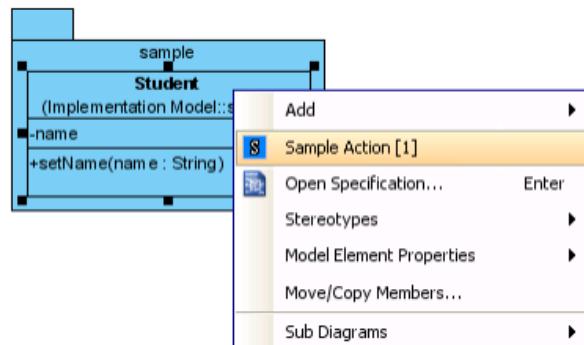 sample
Student
(Implementation Model::s
-name
+setName(name : String)
Add
S Sample Action [1]
Open Specification... Enter
Stereotypes
Model Element Properties
Move/Copy Members...
Sub Diagrams